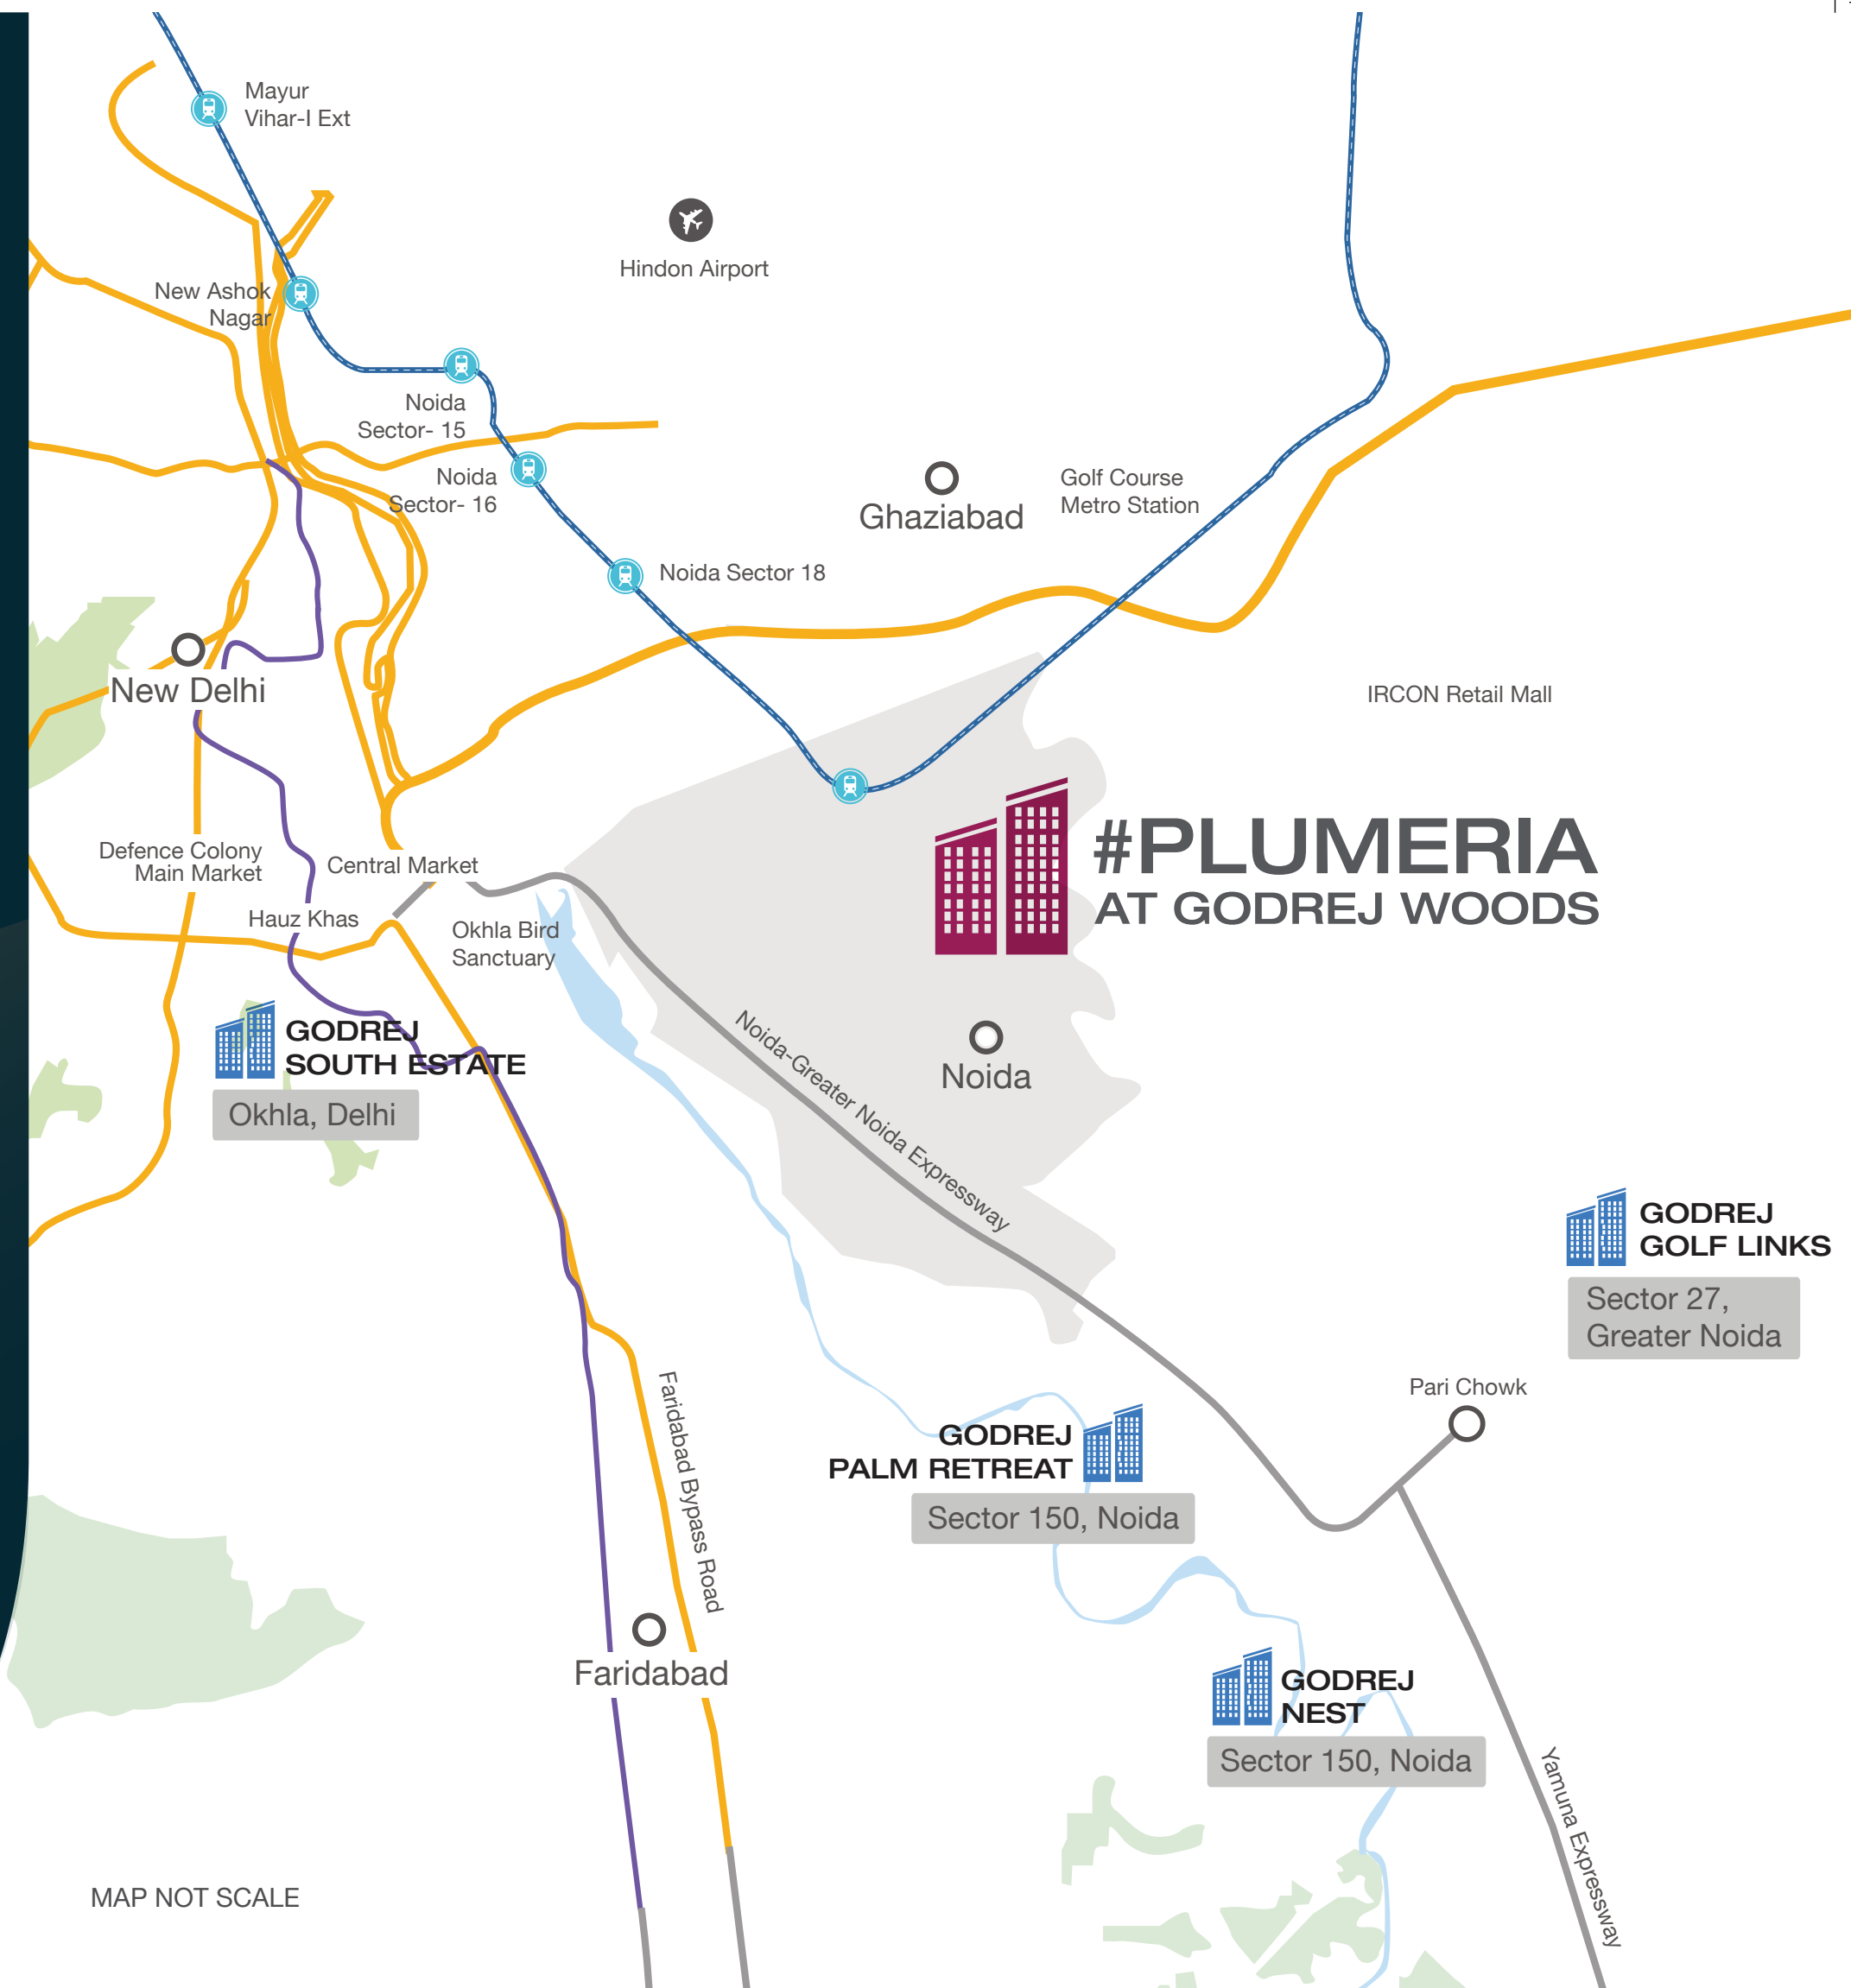 Mayur
Vihar-I Ext
Hindon Airport
New Ashok
Nagar
Noida
Sector- 15
Noida
Sector- 16
Ghaziabad
Golf Course
Metro Station
Noida Sector 18
New Delhi
IRCON Retail Mall
#PLUMERIA
AT GODREJ WOODS
Defence Colony
Main Market
Central Market
Hauz Khas
Okhla Bird
Sanctuary
GODREJ
SOUTH ESTATE
Okhla, Delhi
Noida-Greater Noida Expressway
Noida
GODREJ
GOLF LINKS
Sector 27,
Greater Noida
Pari Chowk
GODREJ
PALM RETREAT
Sector 150, Noida
Faridabad Bypass Road
Faridabad
GODREJ
NEST
Sector 150, Noida
Yamuna Expressway
MAP NOT SCALE